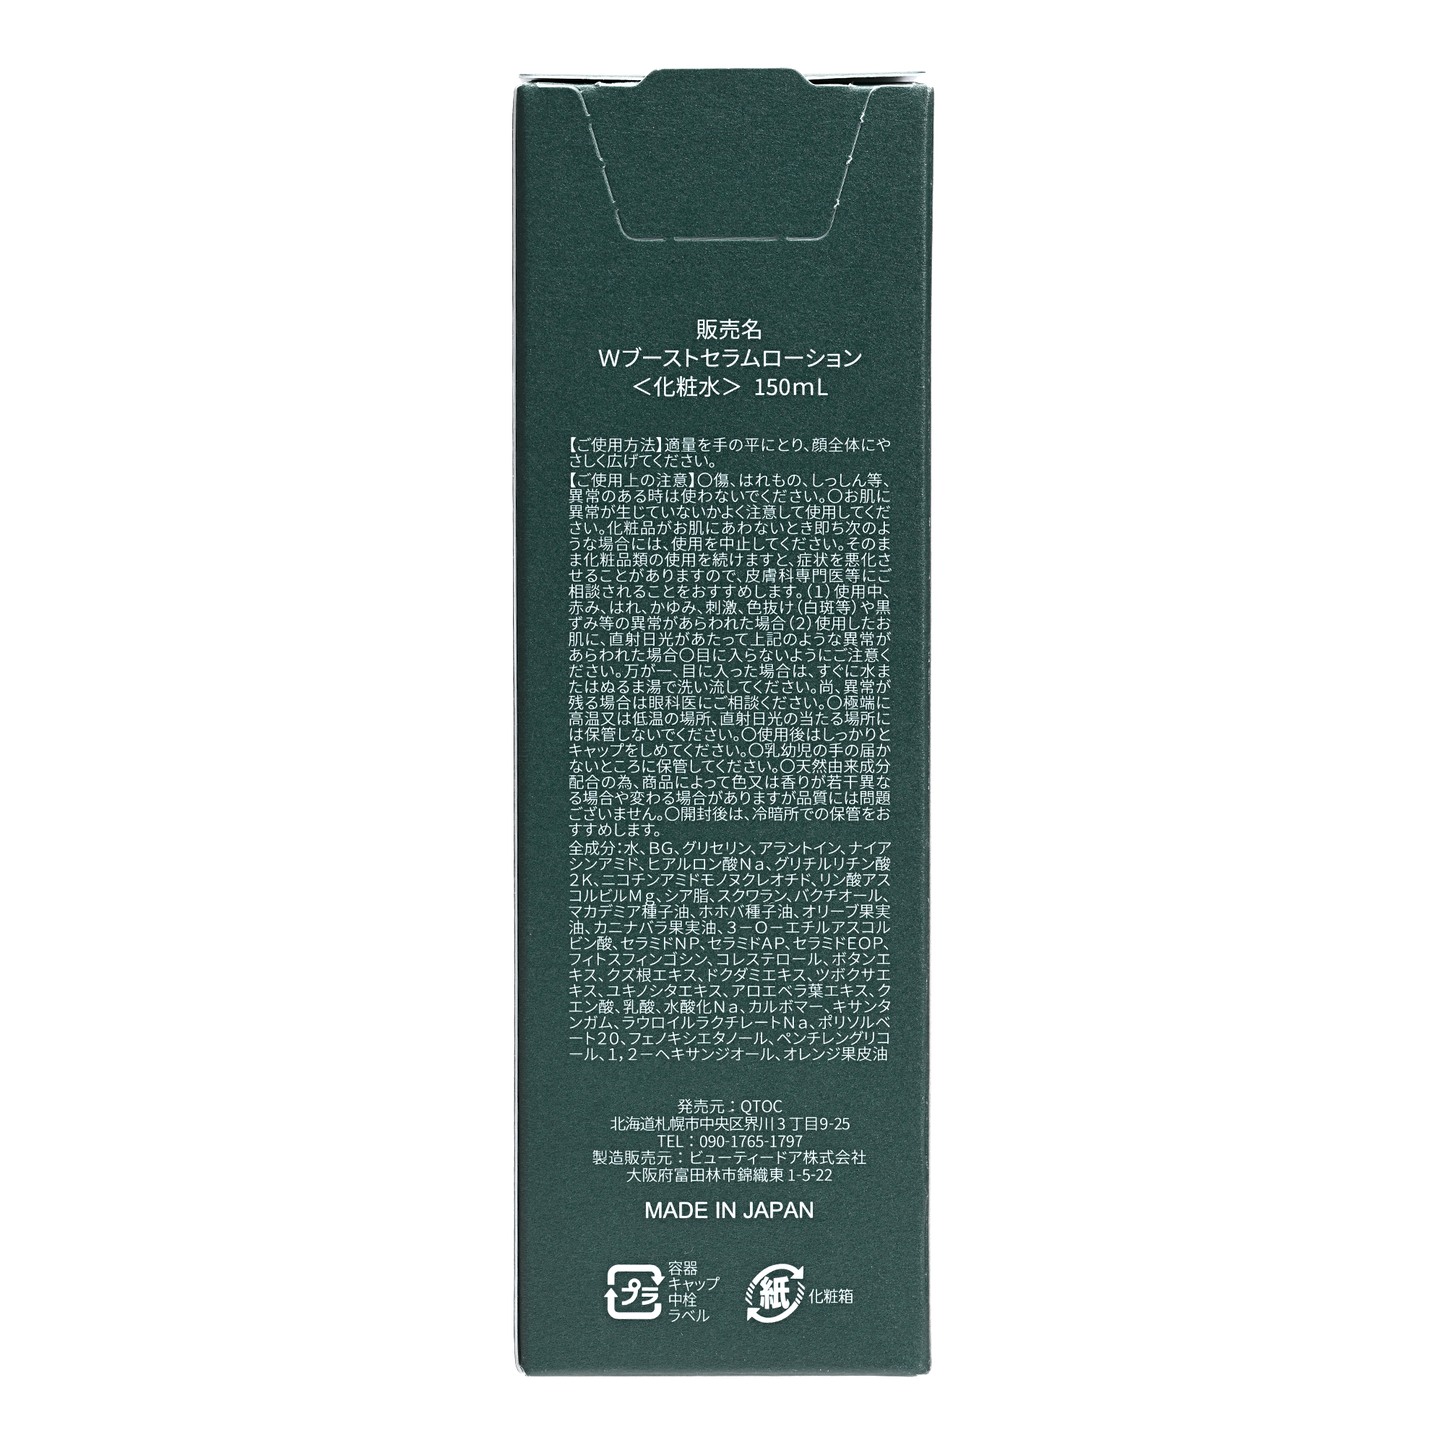 販売名
Wブーストセラムローション
＜化粧水＞ 150mL
【ご使用方法】適量を手の平にとり、顔全体にや
さしく広げてください。
【ご使用上の注意】〇傷、はれもの、しっしん等、
異常のある時は使わないでください。〇お肌に
異常が生じていないかよく注意して使用してくだ
さい。化粧品がお肌にあわないとき即ち次のよ
うな場合には、使用を中止してください。そのま
ま化粧品類の使用を続けますと、症状を悪化さ
せることがありますので、皮膚科専門医等にご
相談されることをおすすめします。（1）使用中、
赤み、はれ、かゆみ、刺激、色抜け（白斑等）や黒
ずみ等の異常があらわれた場合（2）使用したお
肌に、直射日光があたって上記のような異常が
あらわれた場合〇目に入らないようにご注意く
ださい。万が一、目に入った場合は、すぐに水ま
たはぬるま湯で洗い流してください。尚、異常が
残る場合は眼科医にご相談ください。〇極端に
高温又は低温の場所、直射日光の当たる場所に
は保管しないでください。〇使用後はしっかりと
キャップをしめてください。〇乳幼児の手の届か
ないところに保管してください。〇天然由来成分
配合の為、商品によって色又は香りが若干異な
る場合や変わる場合がありますが品質には問題
ございません。〇開封後は、冷暗所での保管をお
すすめします。
全成分：水、BG、グリセリン、アラントイン、ナイア
シンアミド、ヒアルロン酸Na、グリチルリチン酸
2K、ニコチンアミドモノヌクレオチド、リン酸アス
コルビルMg、シア脂、スクワラン、バクチオール、
マカデミア種子油、ホホバ種子油、オリーブ果実
油、カニナバラ果実油、3－O－エチルアスコル
ビン酸、セラミドNP、セラミドAP、セラミドEOP、
フィトスフィンゴシン、コレステロール、ボタンエ
キス、クズ根エキス、ドクダミエキス、ツボクサエ
キス、ユキノシタエキス、アロエベラ葉エキス、ク
エン酸、乳酸、水酸化Na、カルボマー、キサンタ
ンガム、ラウロイルラクチレートNa、ポリソルベ
ート20、フェノキシエタノール、ペンチレングリコ
ール、1，2－ヘキサンジオール、オレンジ果皮油
発売元：QTOC
北海道札幌市中央区界川3丁目9-25
TEL：090-1765-1797
製造販売元：ビューティードア株式会社
大阪府富田林市錦織東1-5-22
MADE IN JAPAN
プラ
容器
キャップ
中栓
ラベル
紙
化粧箱